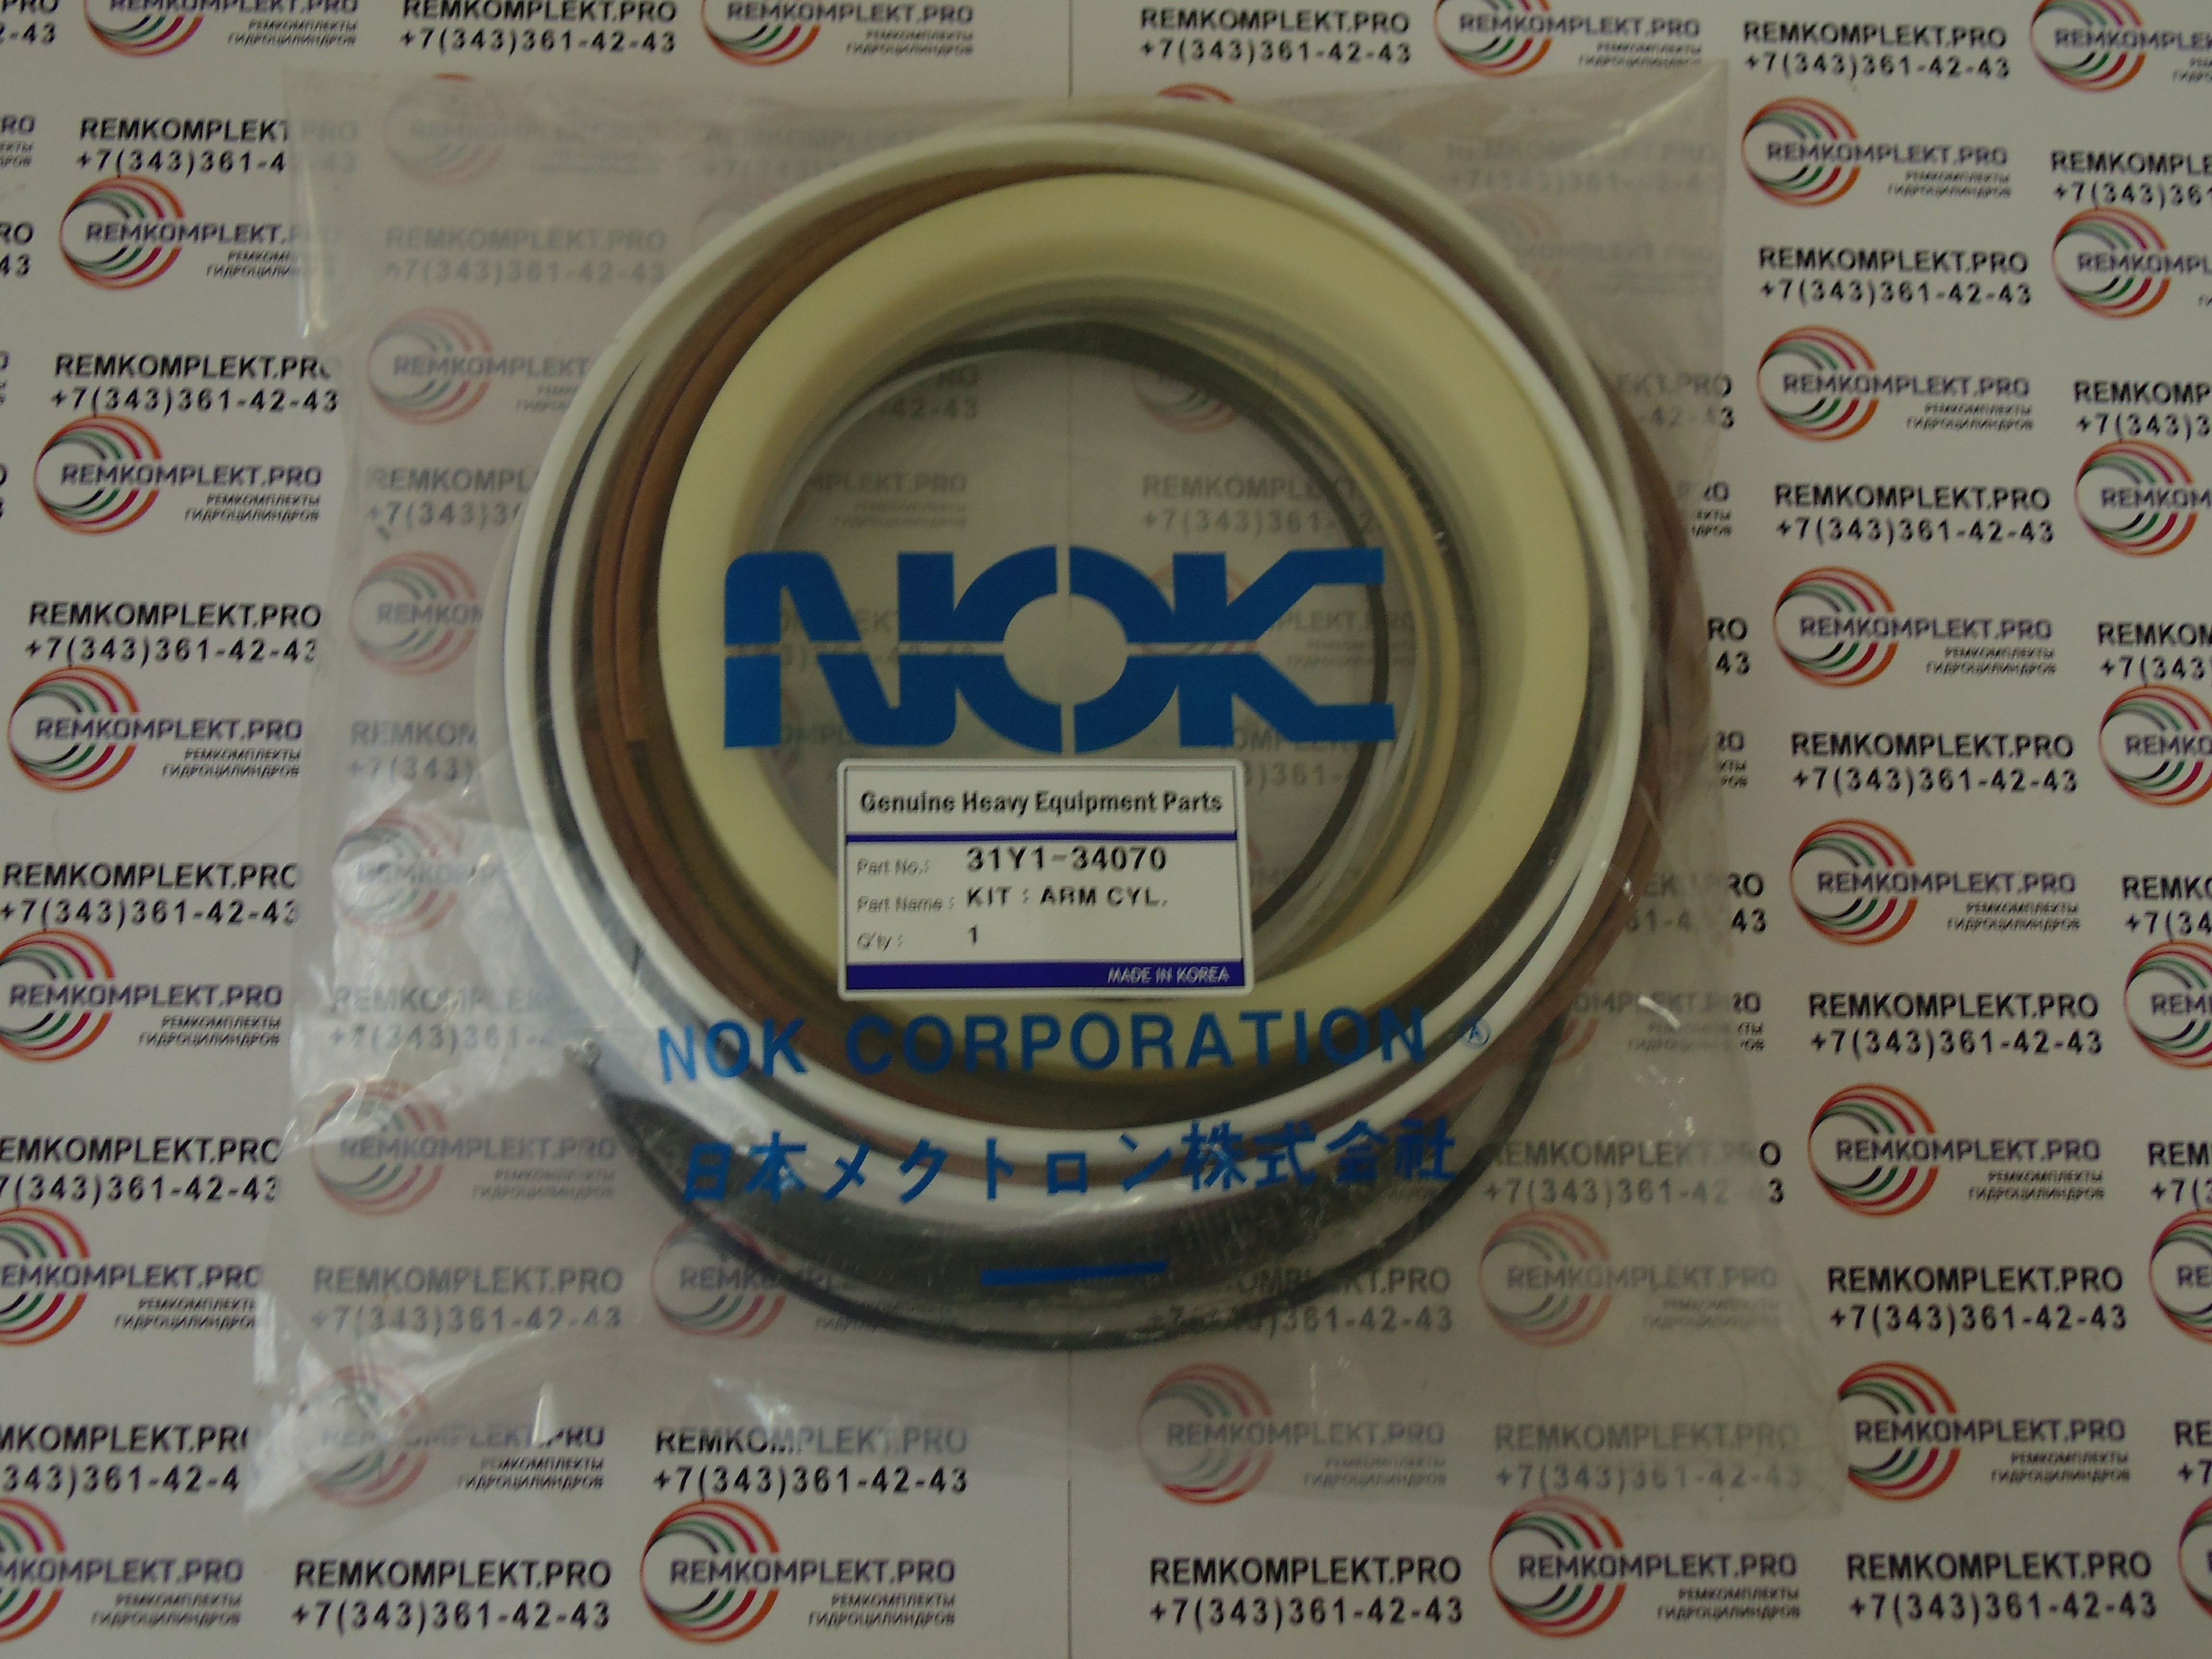 NOK
Genuine Heavy Equipment Parts
Part No.: 31Y1-34070
Part Name : KIT : ARM CYL.
Q'ty : 1
MADE IN KOREA
NOK CORPORATION
日本メクトロン株式会社
REMKOMPLEKT.PRO
+7(343)361-42-43
REMKOMPLEKT.PRO
РЕМКОМПЛЕКТЫ
ГИДРОЦИЛИНДРОВ